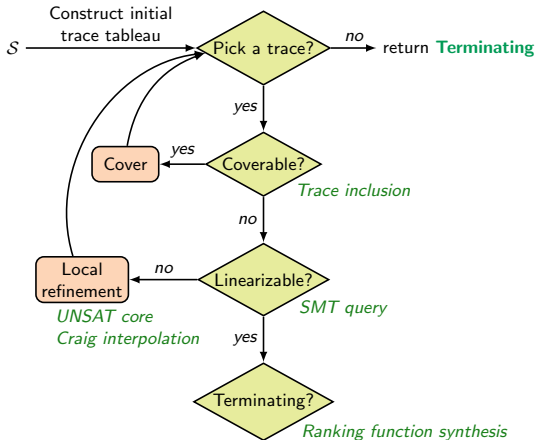 Construct initial
trace tableau
S
Pick a trace?
no
return Terminating
yes
Cover
yes
Coverable?
Trace inclusion
no
Local
refinement
no
Linearizable?
UNSAT core
Craig interpolation
SMT query
yes
Terminating?
Ranking function synthesis